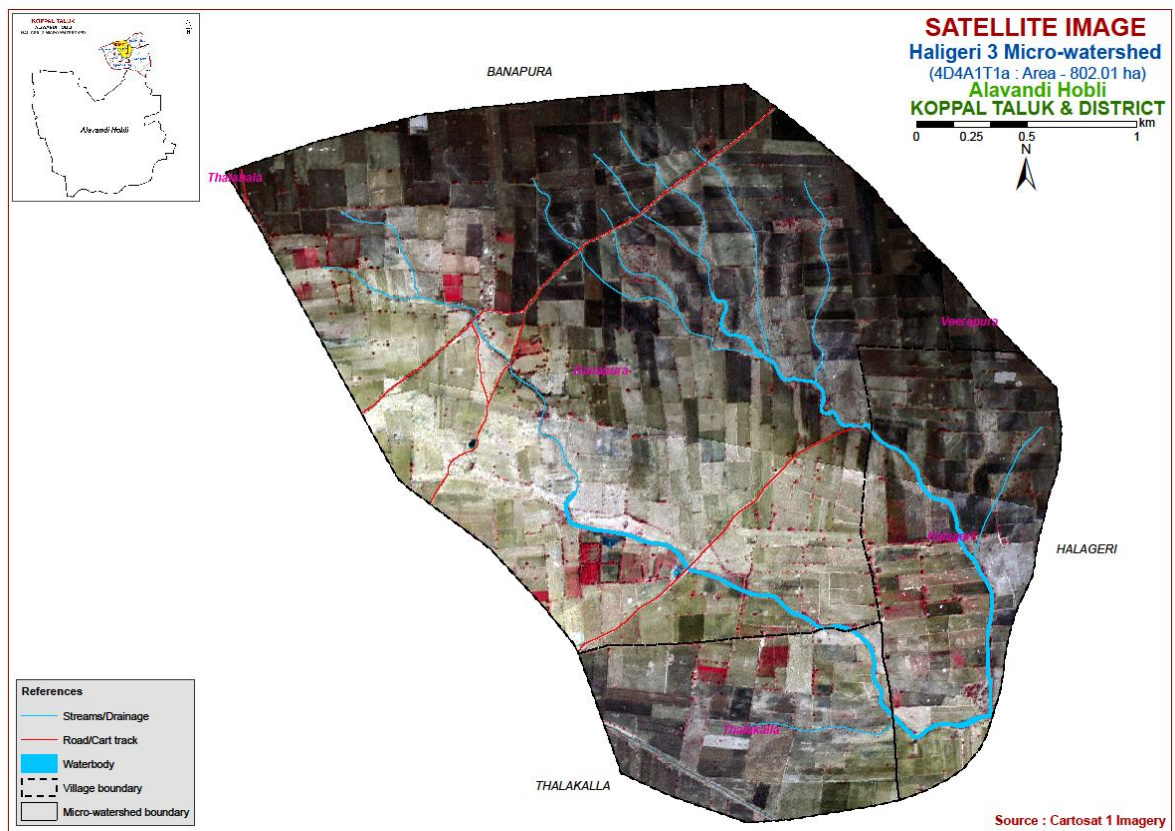 KOPPAL TALUK
Alavandi Hobli
SATELLITE IMAGE
Haligeri 3 Micro-watershed
(4D4A1T1a : Area - 802.01 ha)
Alavandi Hobli
KOPPAL TALUK & DISTRICT
km
0 0.25 0.5 1
N
BANAPURA
Thalabala
Veerapura
Banapura
Halageri
HALAGERI
Thalakalla
THALAKALLA
References
Streams/Drainage
Road/Cart track
Waterbody
Village boundary
Micro-watershed boundary
Source : Cartosat 1 Imagery